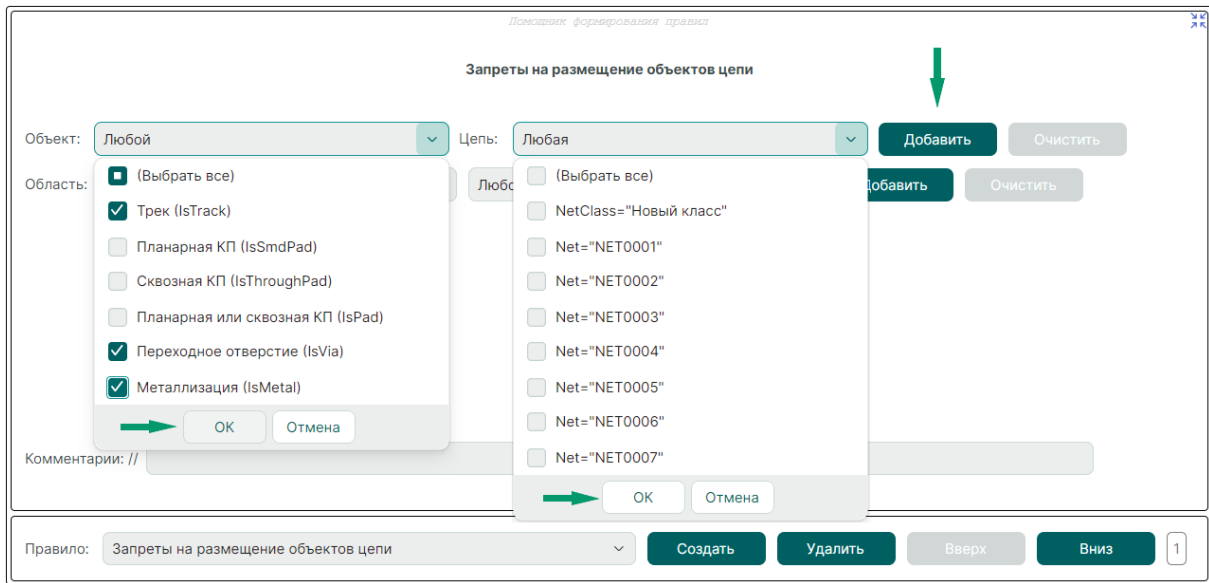 Помощник формирования правил
Запреты на размещение объектов цепи
Объект: Любой Цепь: Любая Добавить Очистить
Область: Добавить Очистить
(Выбрать все)
Трек (IsTrack)
Планарная КП (IsSmdPad)
Сквозная КП (IsThroughPad)
Планарная или сквозная КП (IsPad)
Переходное отверстие (IsVia)
Металлизация (IsMetal)
ОК Отмена
(Выбрать все)
NetClass="Новый класс"
Net="NET0001"
Net="NET0002"
Net="NET0003"
Net="NET0004"
Net="NET0005"
Net="NET0006"
Net="NET0007"
ОК Отмена
Комментарии: //
Правило: Запреты на размещение объектов цепи Создать Удалить Вверх Вниз 1